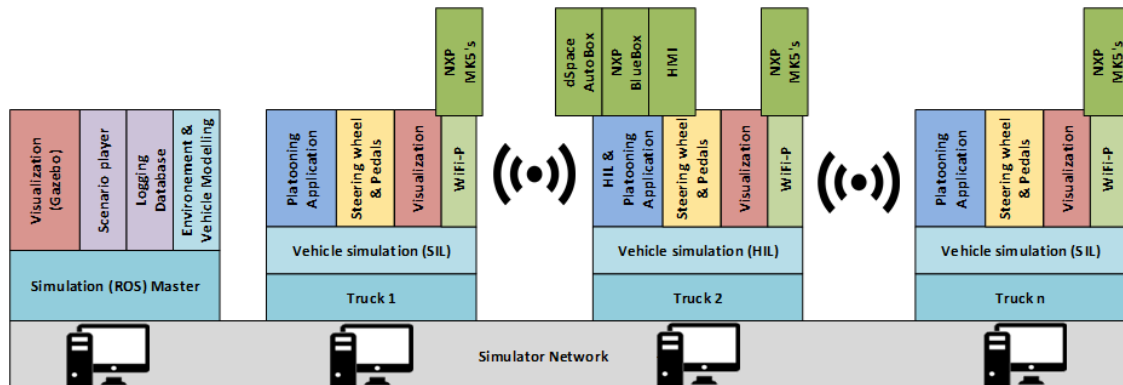 NXP
MK5's
dSpace
AutoBox
NXP
BlueBox
HMI
NXP
MK5's
NXP
MK5's
Visualization
(Gazebo)
Scenario player
Logging
Database
Environement &
Vehicle Modelling
Platooning
Application
Steering wheel
& Pedals
Visualization
WiFi-P
HIL &
Platooning
Application
Steering wheel
& Pedals
Visualization
WiFi-P
Platooning
Application
Steering wheel
& Pedals
Visualization
WiFi-P
Vehicle simulation (SIL)
Vehicle simulation (HIL)
Vehicle simulation (SIL)
Simulation (ROS) Master
Truck 1
Truck 2
Truck n
Simulator Network